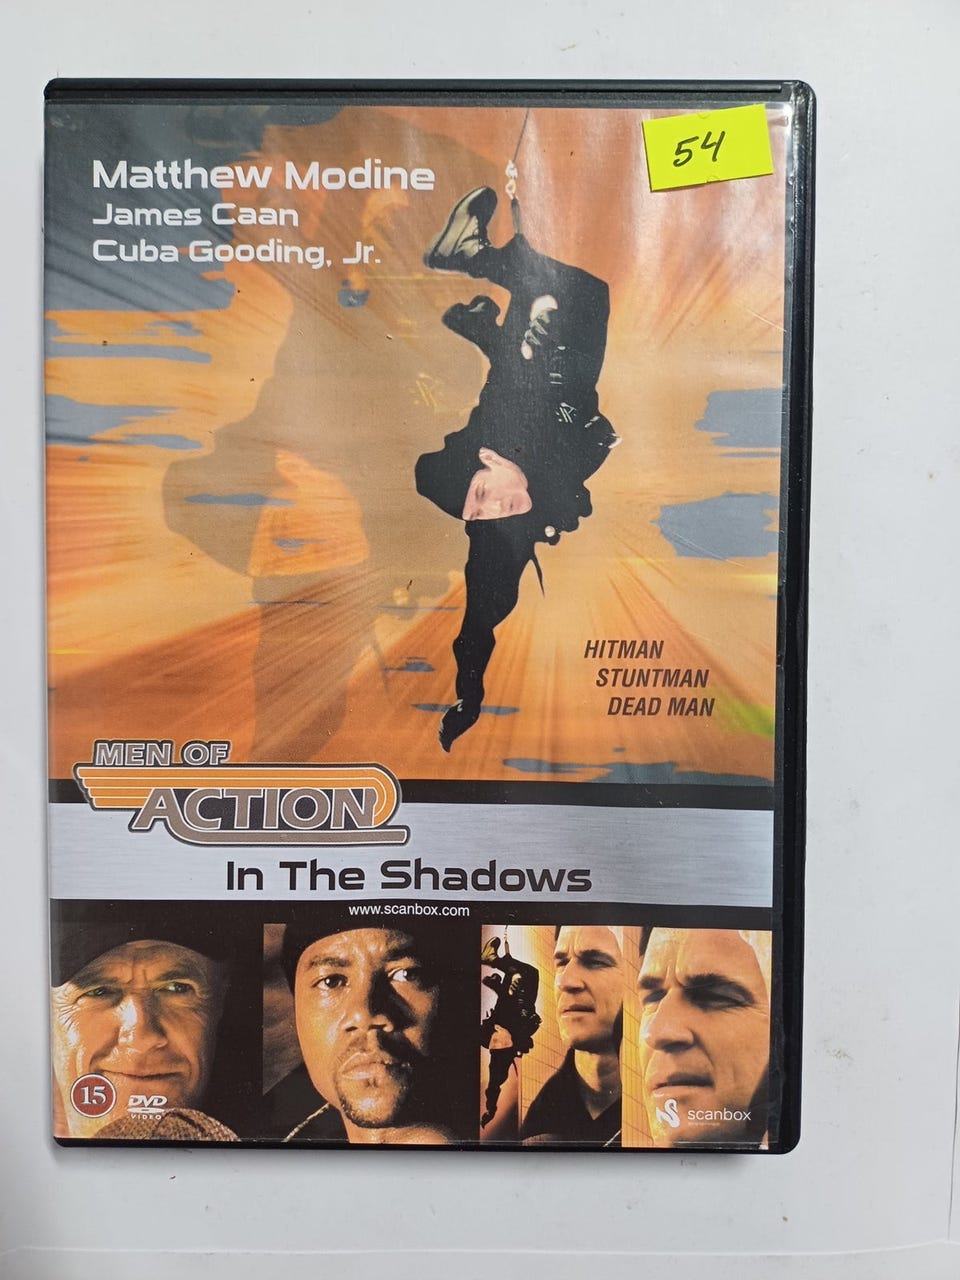 54
Matthew Modine
James Caan
Cuba Gooding, Jr.
HITMAN
STUNTMAN
DEAD MAN
MEN OF
ACTION
In The Shadows
www.scanbox.com
15
DVD
VIDEO
scanbox